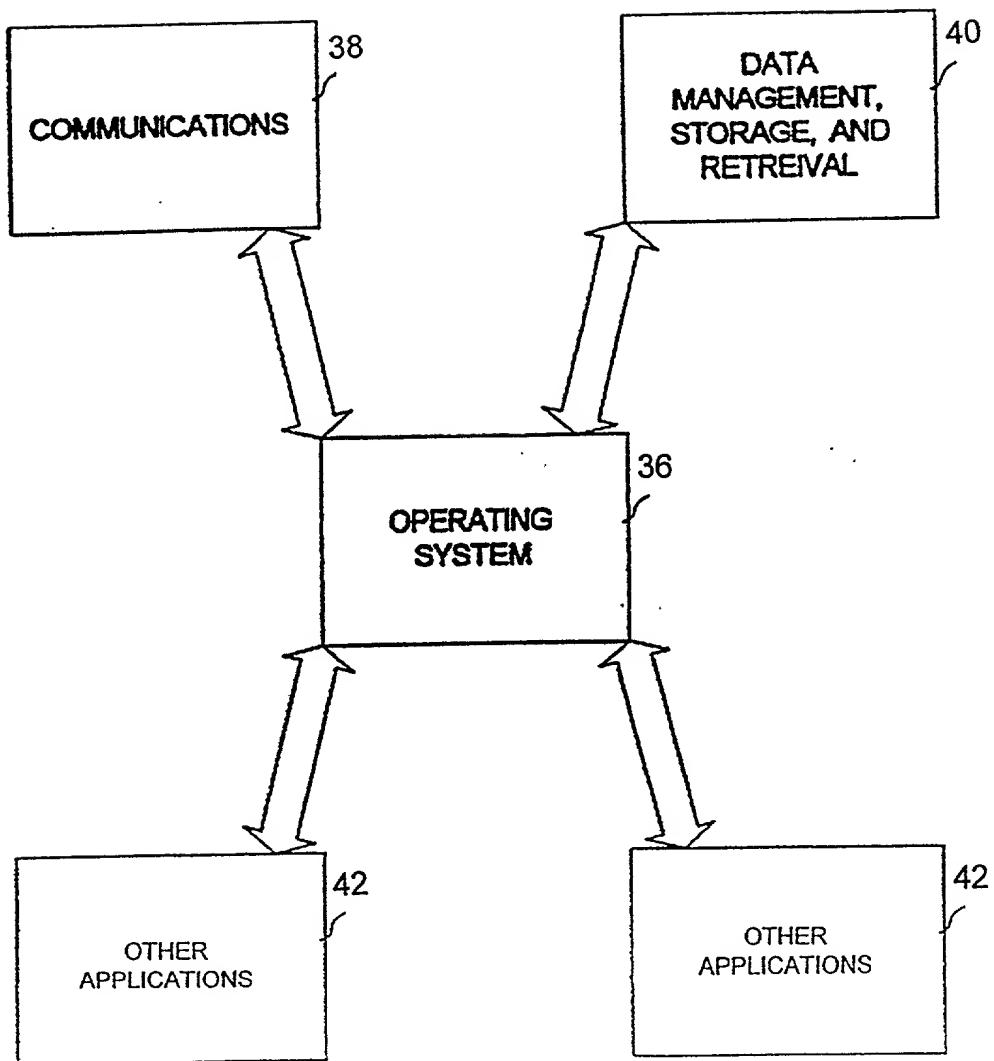 38
COMMUNICATIONS
40
DATA
MANAGEMENT,
STORAGE, AND
RETREIVAL
36
OPERATING
SYSTEM
42
OTHER
APPLICATIONS
42
OTHER
APPLICATIONS